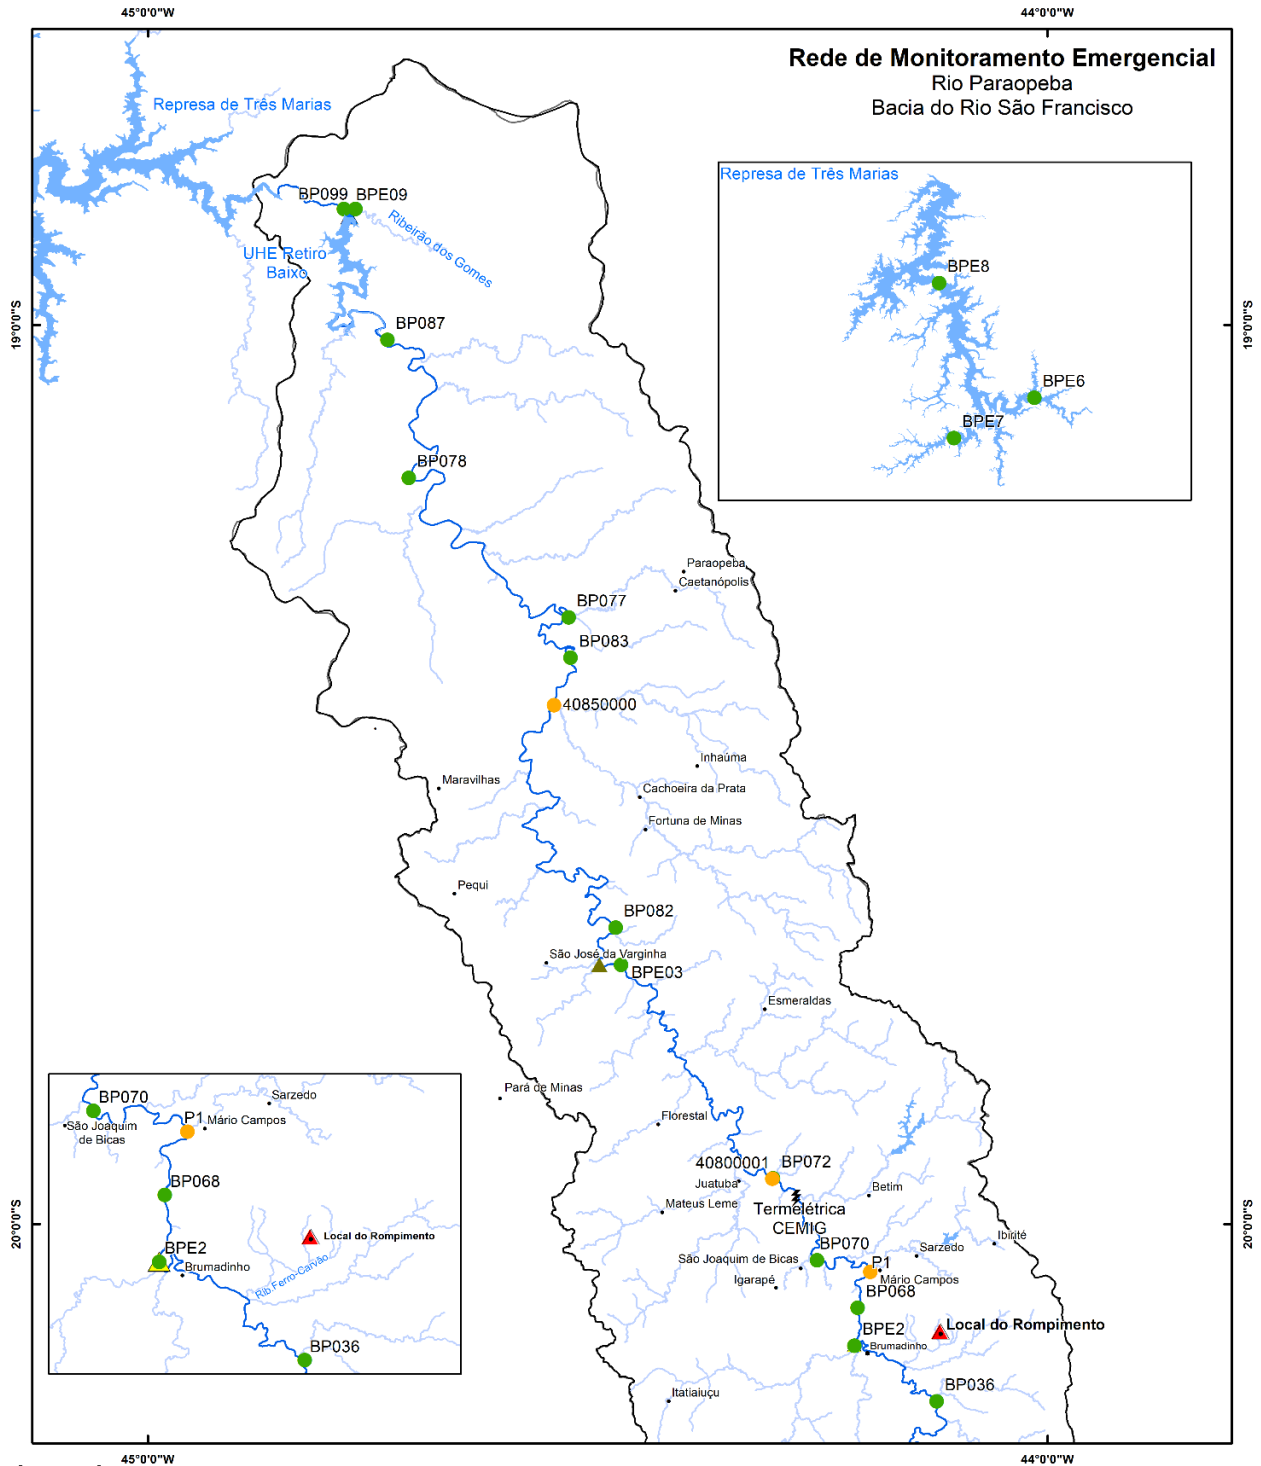 45°0'0"W
44°0'0"W
Rede de Monitoramento Emergencial
Rio Paraopeba
Bacia do Rio São Francisco
Represa de Três Marias
Represa de Três Marias
BP099
BPE09
Ribeirão dos Gomes
UHE Retiro
Baixo
BPE8
19°0'0"S
19°0'0"S
BP087
BPE6
BPE7
BP078
Paraopeba
Caetanópolis
BP077
BP083
40850000
Inhaúma
Maravilhas
Cachoeira da Prata
Fortuna de Minas
Pequi
BP082
São José da Varginha
BPE03
Esmeraldas
Pará de Minas
Florestal
BP070
Sarzedo
P1
Mário Campos
São Joaquim
de Bicas
BP068
Local do Rompimento
BPE2
Brumadinho
Rib.Ferro-Carvão
BP036
40800001
BP072
Juatuba
Betim
Mateus Leme
Termelétrica
CEMIG
20°0'0"S
20°0'0"S
Ibirité
BP070
Sarzedo
São Joaquim de Bicas
P1
Igarapé
Mário Campos
BP068
Local do Rompimento
BPE2
Brumadinho
BP036
Itatiaiuçu
45°0'0"W
44°0'0"W